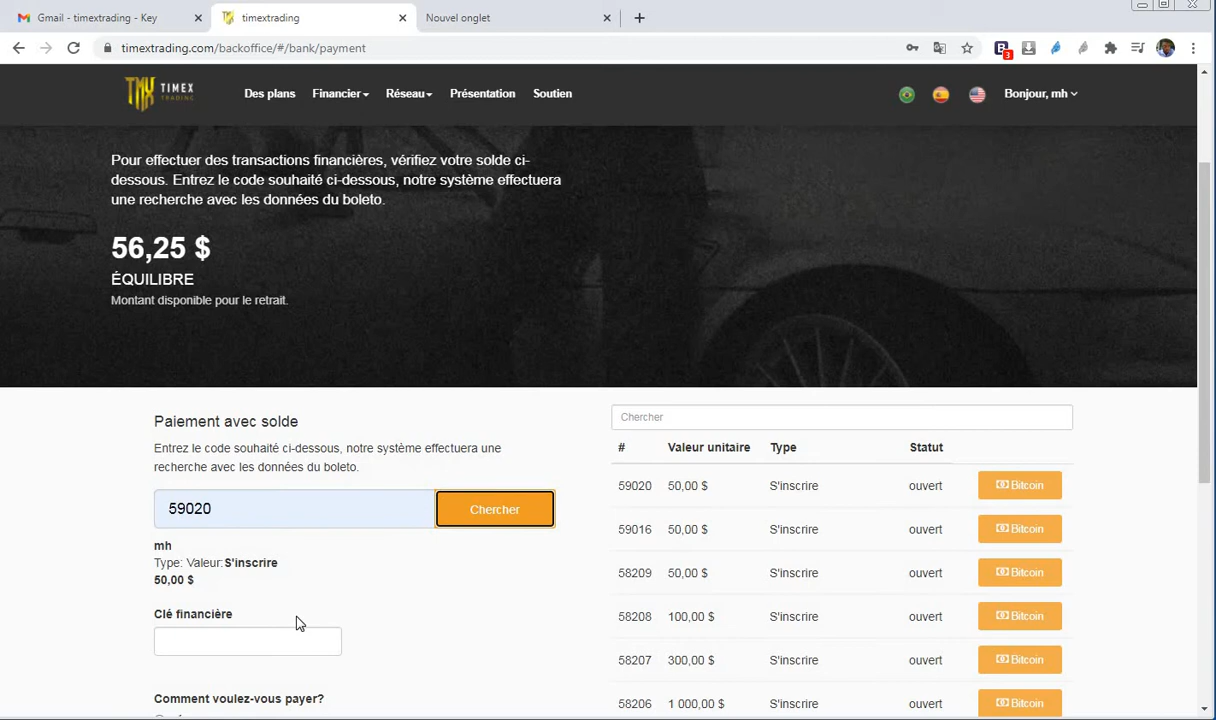 Gmail - timextrading - Key
timextrading
Nouvel onglet
timextrading.com/backoffice/#/bank/payment
3
TMX TIMEX TRADING
Des plans Financier Réseau Présentation Soutien
Bonjour, mh
Pour effectuer des transactions financières, vérifiez votre solde ci-
dessous. Entrez le code souhaité ci-dessous, notre système effectuera
une recherche avec les données du boleto.
56,25 $
ÉQUILIBRE
Montant disponible pour le retrait.
Paiement avec solde
Entrez le code souhaité ci-dessous, notre système effectuera une
recherche avec les données du boleto.
59020 Chercher
mh
Type: Valeur:S'inscrire
50,00 $
Clé financière
Comment voulez-vous payer?
Chercher
# Valeur unitaire Type Statut
59020 50,00 $ S'inscrire ouvert Bitcoin
59016 50,00 $ S'inscrire ouvert Bitcoin
58209 50,00 $ S'inscrire ouvert Bitcoin
58208 100,00 $ S'inscrire ouvert Bitcoin
58207 300,00 $ S'inscrire ouvert Bitcoin
58206 1 000,00 $ S'inscrire ouvert Bitcoin